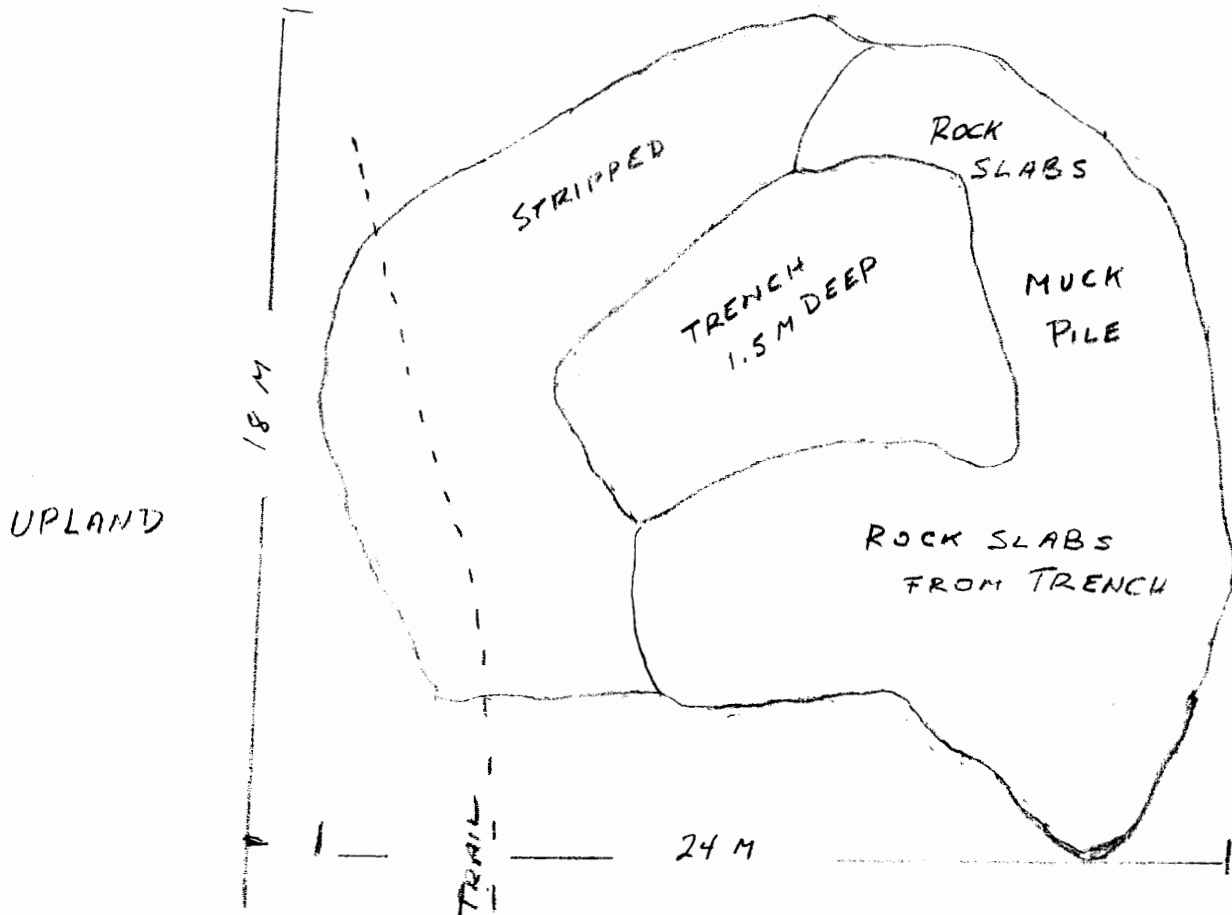 ROCK
SLABS
STRIPPED
TRENCH
1.5 M DEEP
MUCK
PILE
18 M
UPLAND
ROCK SLABS
FROM TRENCH
24 M
TRAIL